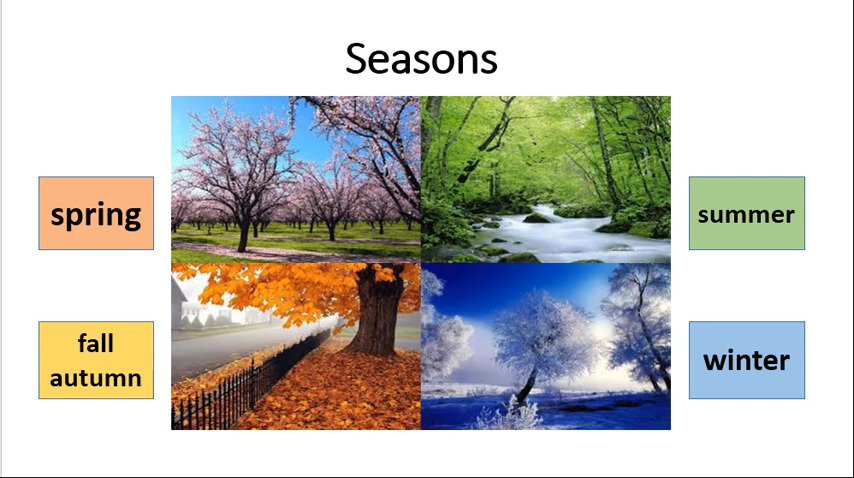 Seasons
spring
summer
fall
autumn
winter